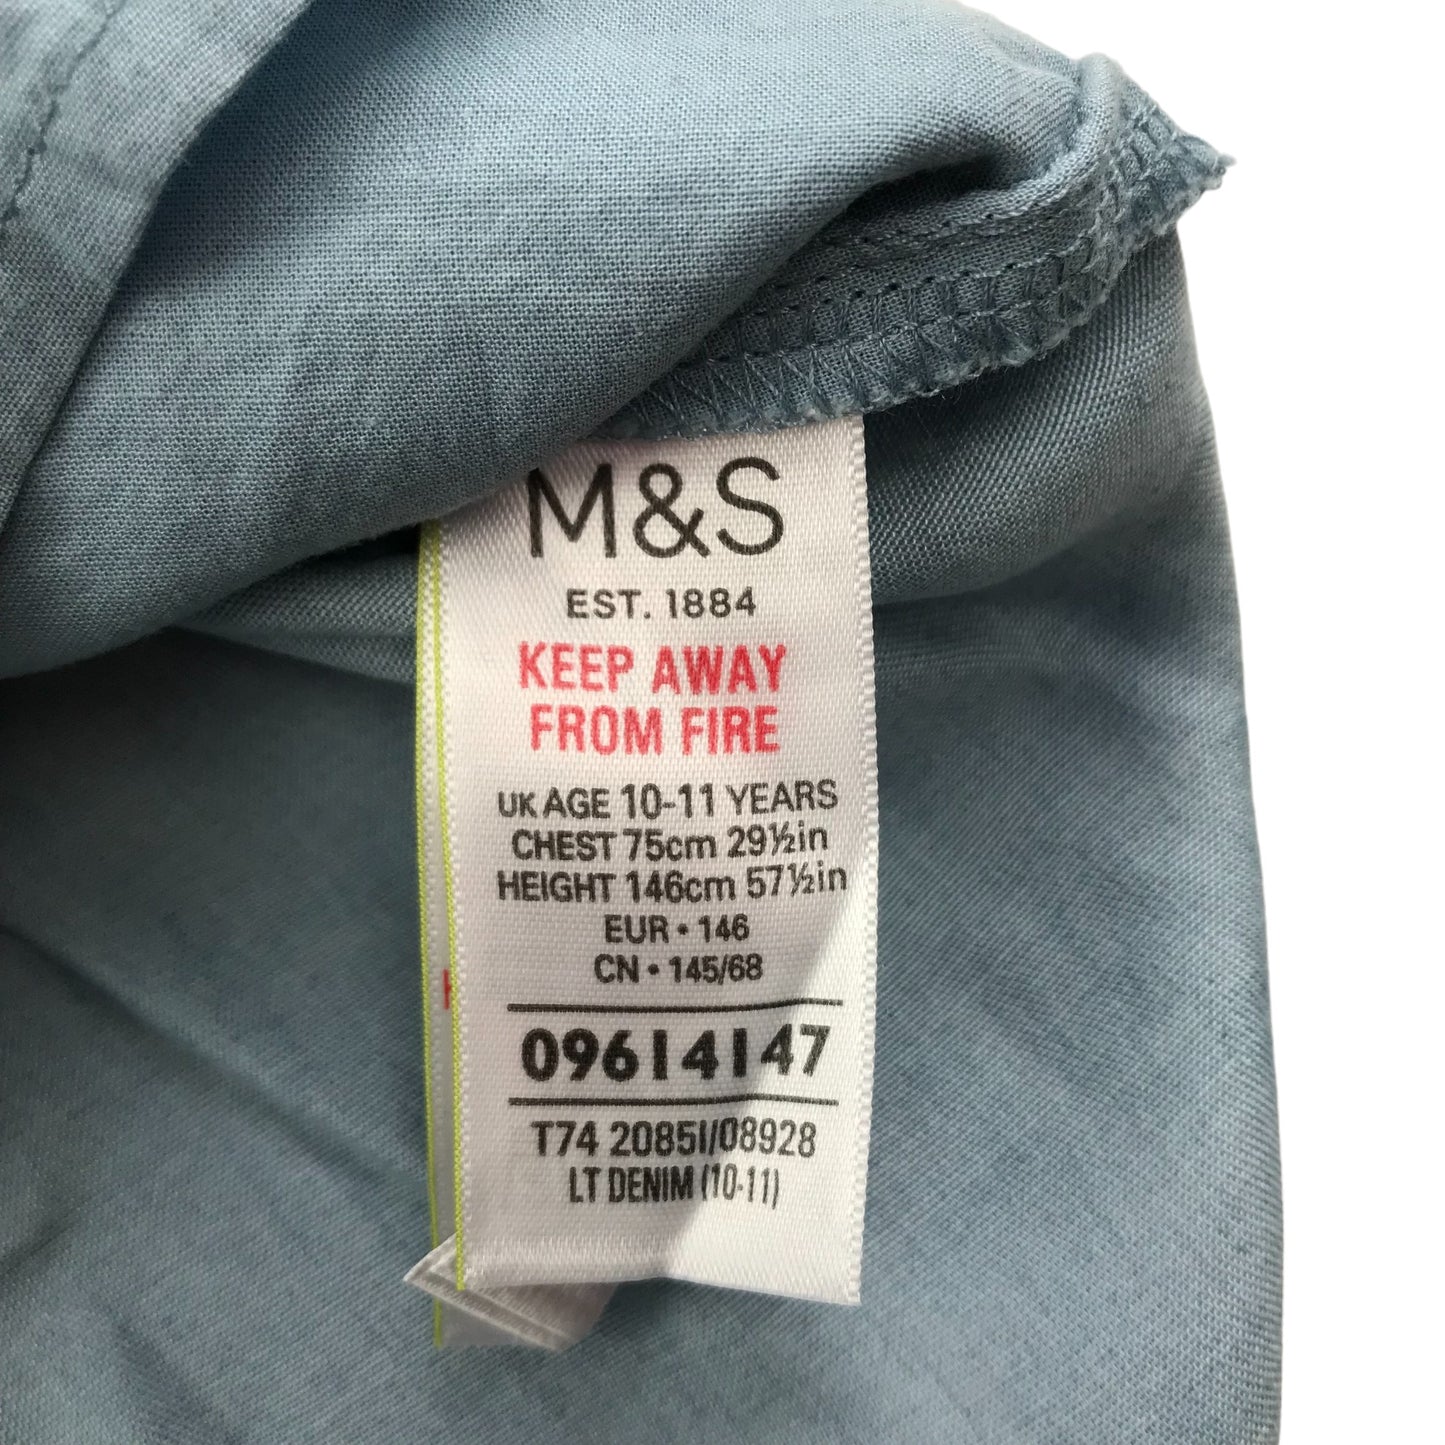 M&S
EST. 1884
KEEP AWAY
FROM FIRE
UK AGE 10-11 YEARS
CHEST 75cm 29½in
HEIGHT 146cm 57½in
EUR • 146
CN • 145/68
09614147
T74 2085I/08928
LT DENIM (10-11)